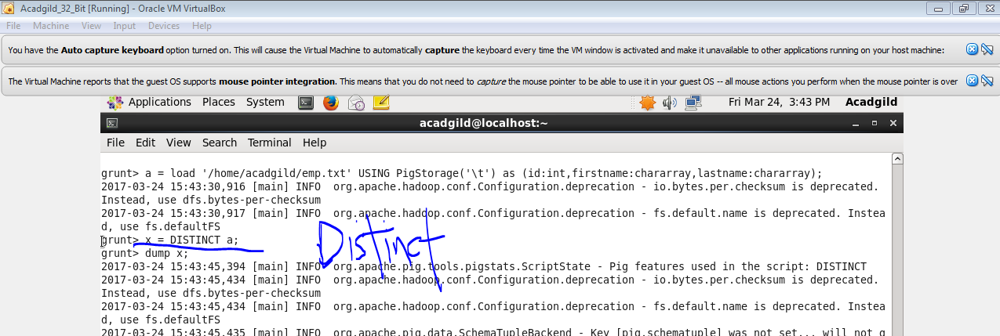 Acadgild_32_Bit [Running] - Oracle VM VirtualBox
File Machine View Input Devices Help
You have the Auto capture keyboard option turned on. This will cause the Virtual Machine to automatically capture the keyboard every time the VM window is activated and make it unavailable to other applications running on your host machine:
The Virtual Machine reports that the guest OS supports mouse pointer integration. This means that you do not need to capture the mouse pointer to be able to use it in your guest OS -- all mouse actions you perform when the mouse pointer is over
Applications Places System Fri Mar 24, 3:43 PM Acadgild
acadgild@localhost:~
File Edit View Search Terminal Help
grunt> a = load '/home/acadgild/emp.txt' USING PigStorage('\t') as (id:int,firstname:chararray,lastname:chararray);
2017-03-24 15:43:30,916 [main] INFO org.apache.hadoop.conf.Configuration.deprecation - io.bytes.per.checksum is deprecated.
Instead, use dfs.bytes-per-checksum
2017-03-24 15:43:30,917 [main] INFO org.apache.hadoop.conf.Configuration.deprecation - fs.default.name is deprecated. Instea
d, use fs.defaultFS
grunt> x = DISTINCT a;
Distinct
grunt> dump x;
2017-03-24 15:43:45,394 [main] INFO org.apache.pig.tools.pigstats.ScriptState - Pig features used in the script: DISTINCT
2017-03-24 15:43:45,434 [main] INFO org.apache.hadoop.conf.Configuration.deprecation - io.bytes.per.checksum is deprecated.
Instead, use dfs.bytes-per-checksum
2017-03-24 15:43:45,434 [main] INFO org.apache.hadoop.conf.Configuration.deprecation - fs.default.name is deprecated. Instea
d, use fs.defaultFS
2017-03-24 15:43:45,435 [main] INFO org.apache.pig.data.SchemaTupleBackend - Key [pig.schematuple] was not set... will not g